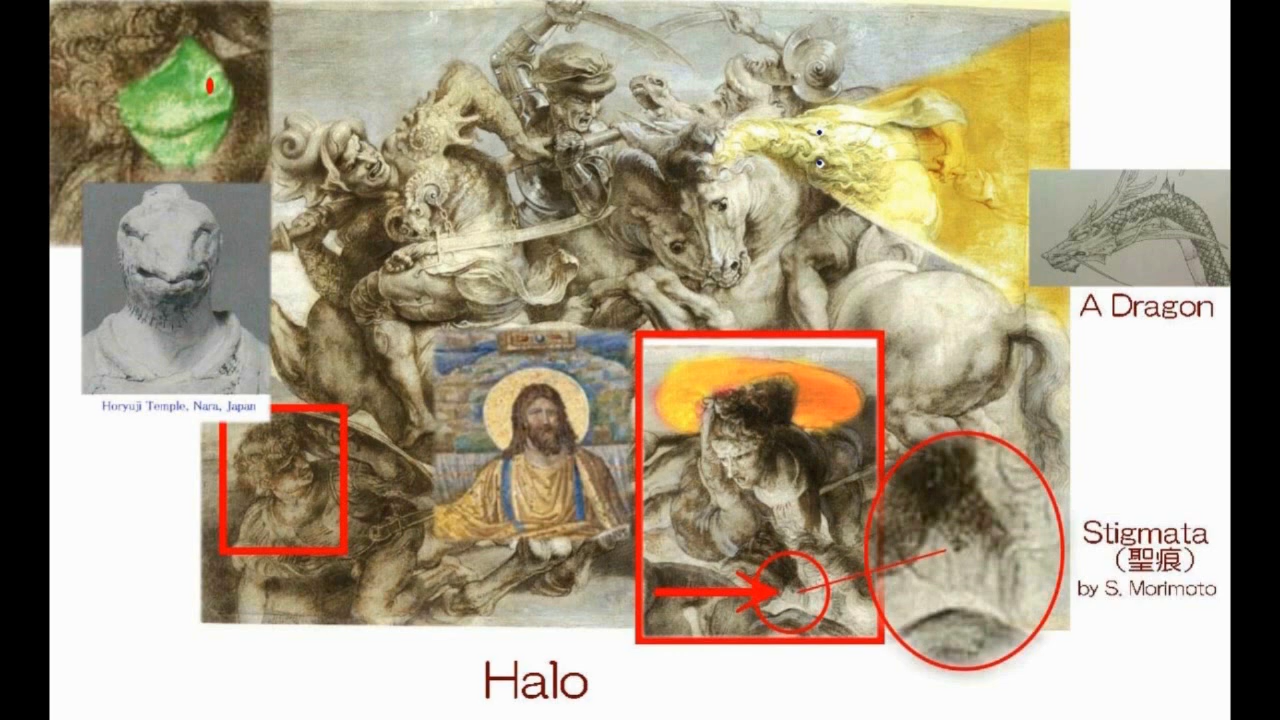 Horyuji Temple, Nara, Japan
A Dragon
Stigmata
（聖痕）
by S. Morimoto
Halo